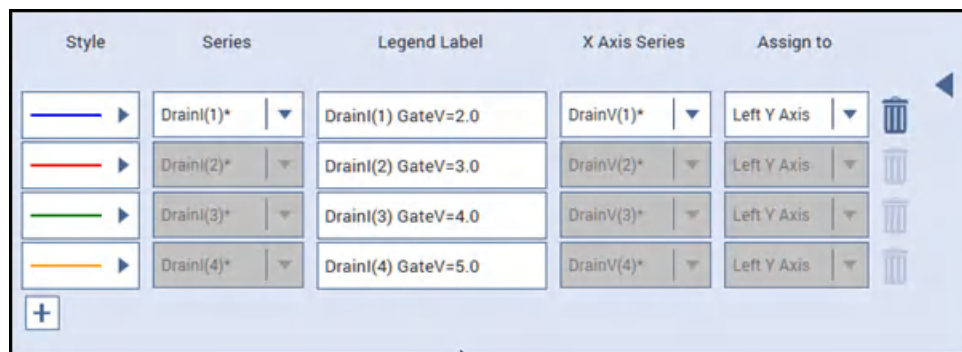 Style Series Legend Label X Axis Series Assign to
DrainI(1)* DrainI(1) GateV=2.0 DrainV(1)* Left Y Axis
DrainI(2)* DrainI(2) GateV=3.0 DrainV(2)* Left Y Axis
DrainI(3)* DrainI(3) GateV=4.0 DrainV(3)* Left Y Axis
DrainI(4)* DrainI(4) GateV=5.0 DrainV(4)* Left Y Axis
+